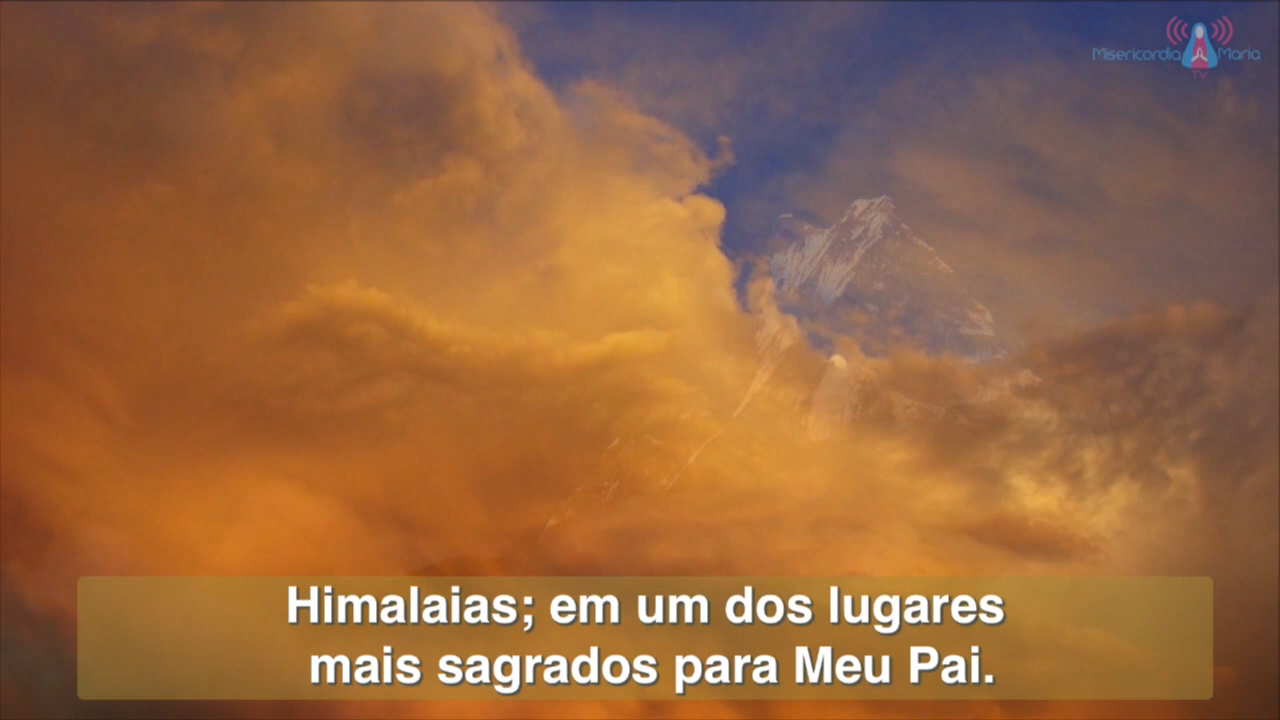 Misericordia Maria
TV
Himalaias; em um dos lugares
mais sagrados para Meu Pai.